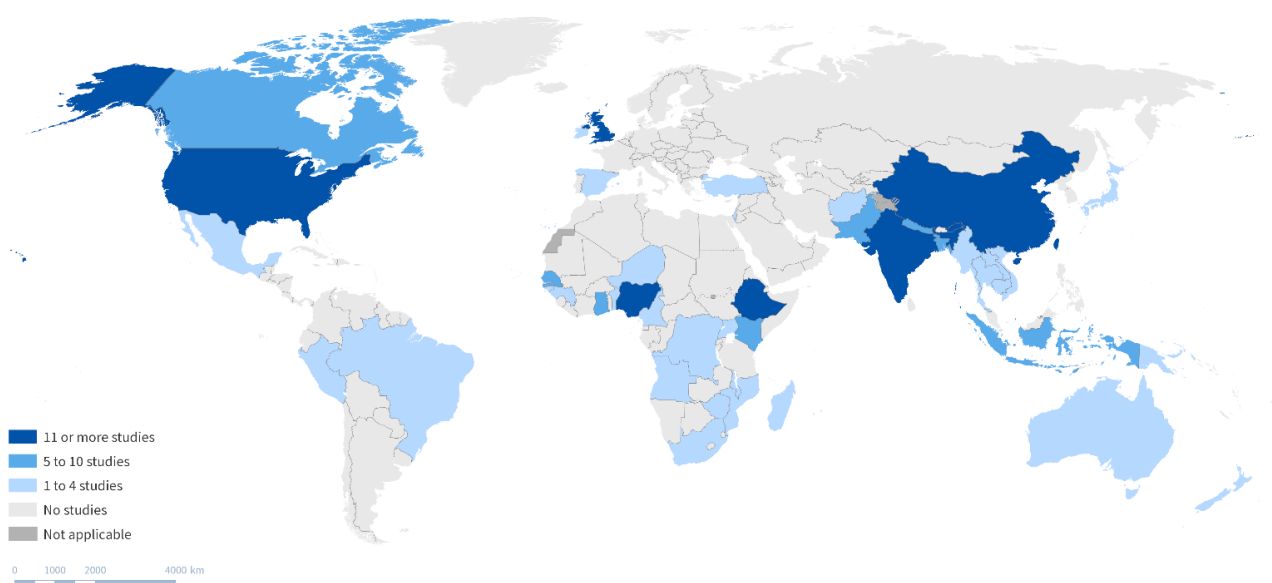 11 or more studies
5 to 10 studies
1 to 4 studies
No studies
Not applicable
0 1000 2000 4000 km